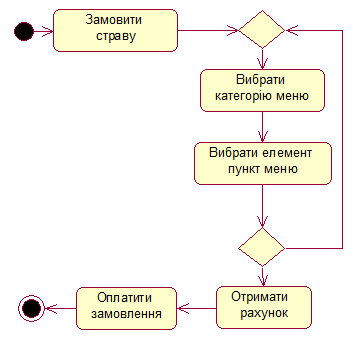 Замовити
страву
Вибрати
категорію меню
Вибрати елемент
пункт меню
Отримати
рахунок
Оплатити
замовлення